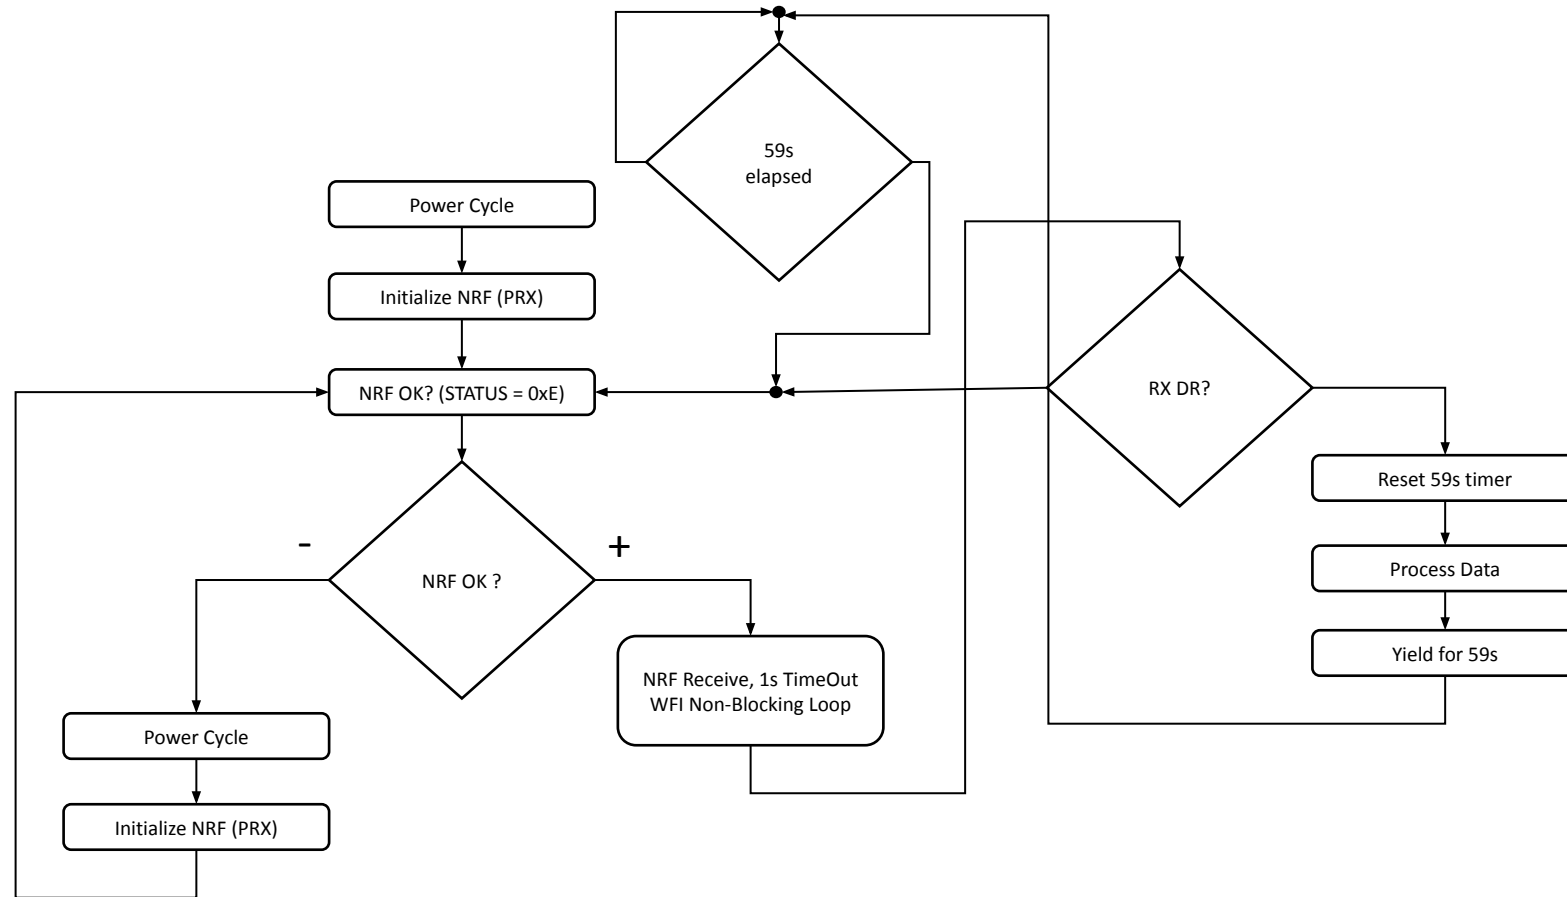 59s
elapsed
Power Cycle
Initialize NRF (PRX)
NRF OK? (STATUS = 0xE)
RX DR?
Reset 59s timer
Process Data
Yield for 59s
-
+
NRF OK ?
NRF Receive, 1s TimeOut
WFI Non-Blocking Loop
Power Cycle
Initialize NRF (PRX)